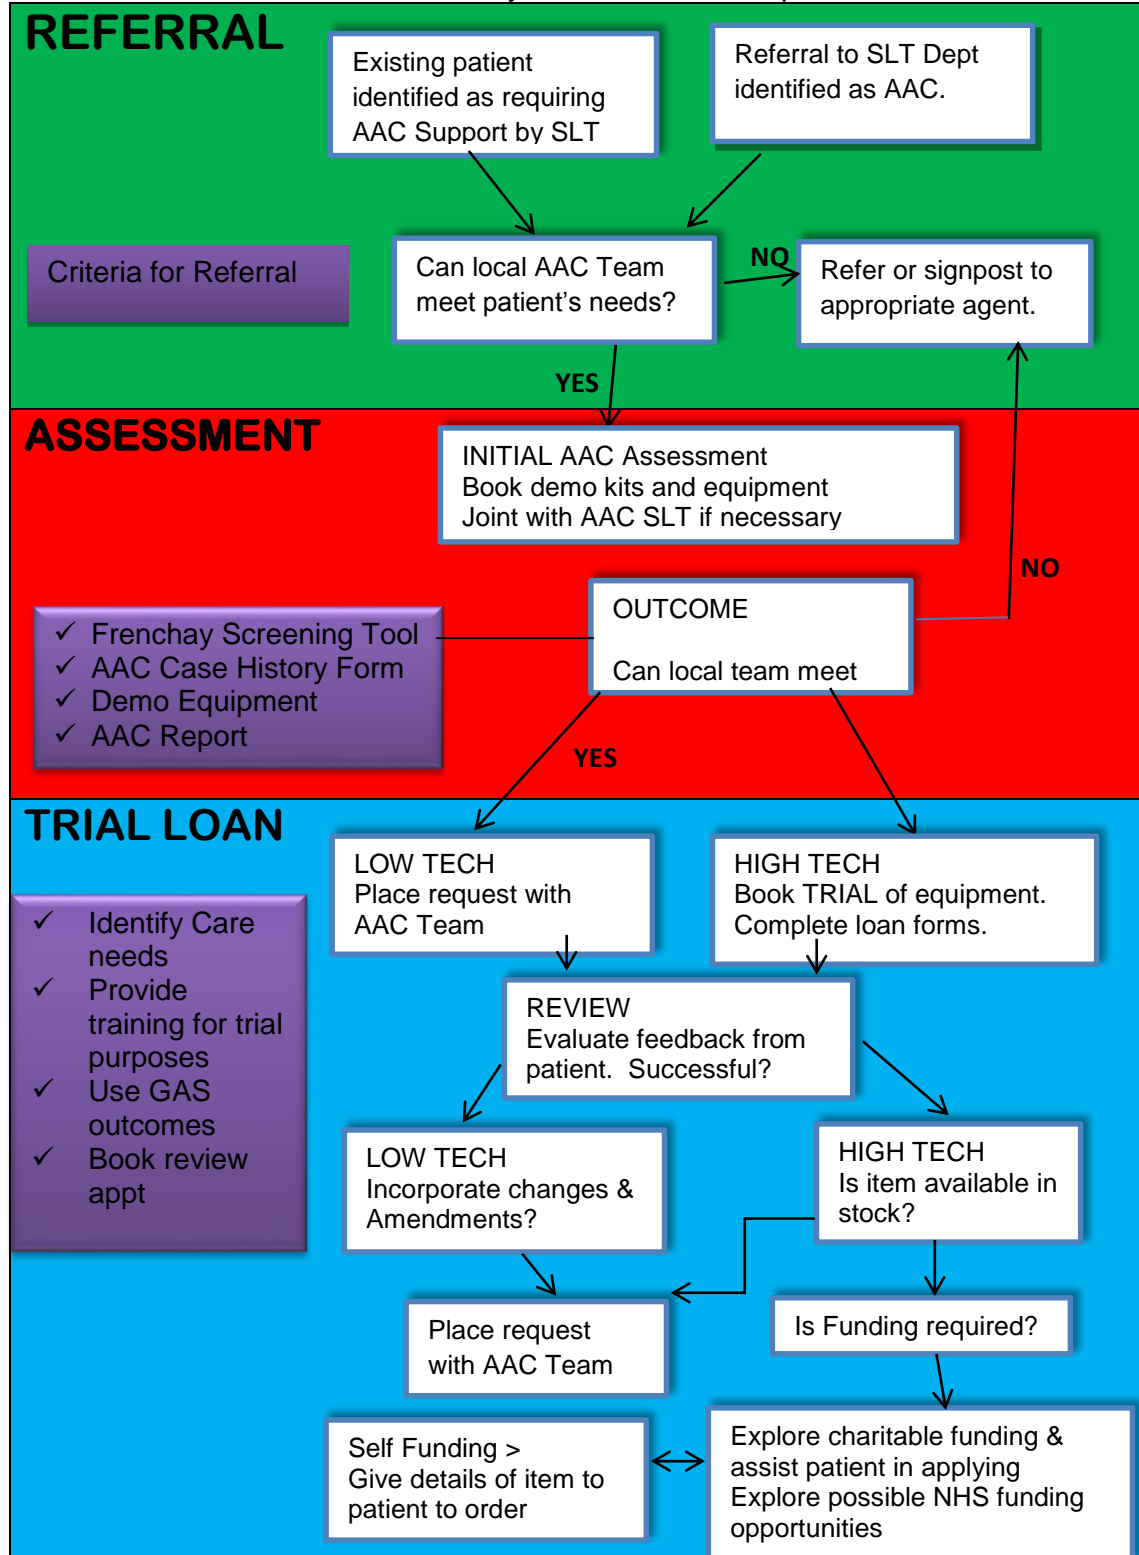 REFERRAL
Existing patient
identified as requiring
AAC Support by SLT
Referral to SLT Dept
identified as AAC.
Criteria for Referral
Can local AAC Team
meet patient's needs?
NO
Refer or signpost to
appropriate agent.
YES
ASSESSMENT
INITIAL AAC Assessment
Book demo kits and equipment
Joint with AAC SLT if necessary
NO
✓ Frenchay Screening Tool
✓ AAC Case History Form
✓ Demo Equipment
✓ AAC Report
OUTCOME
Can local team meet
YES
TRIAL LOAN
✓ Identify Care
needs
✓ Provide
training for trial
purposes
✓ Use GAS
outcomes
✓ Book review
appt
LOW TECH
Place request with
AAC Team
HIGH TECH
Book TRIAL of equipment.
Complete loan forms.
REVIEW
Evaluate feedback from
patient.  Successful?
LOW TECH
Incorporate changes &
Amendments?
HIGH TECH
Is item available in
stock?
Place request
with AAC Team
Is Funding required?
Self Funding >
Give details of item to
patient to order
Explore charitable funding &
assist patient in applying
Explore possible NHS funding
opportunities